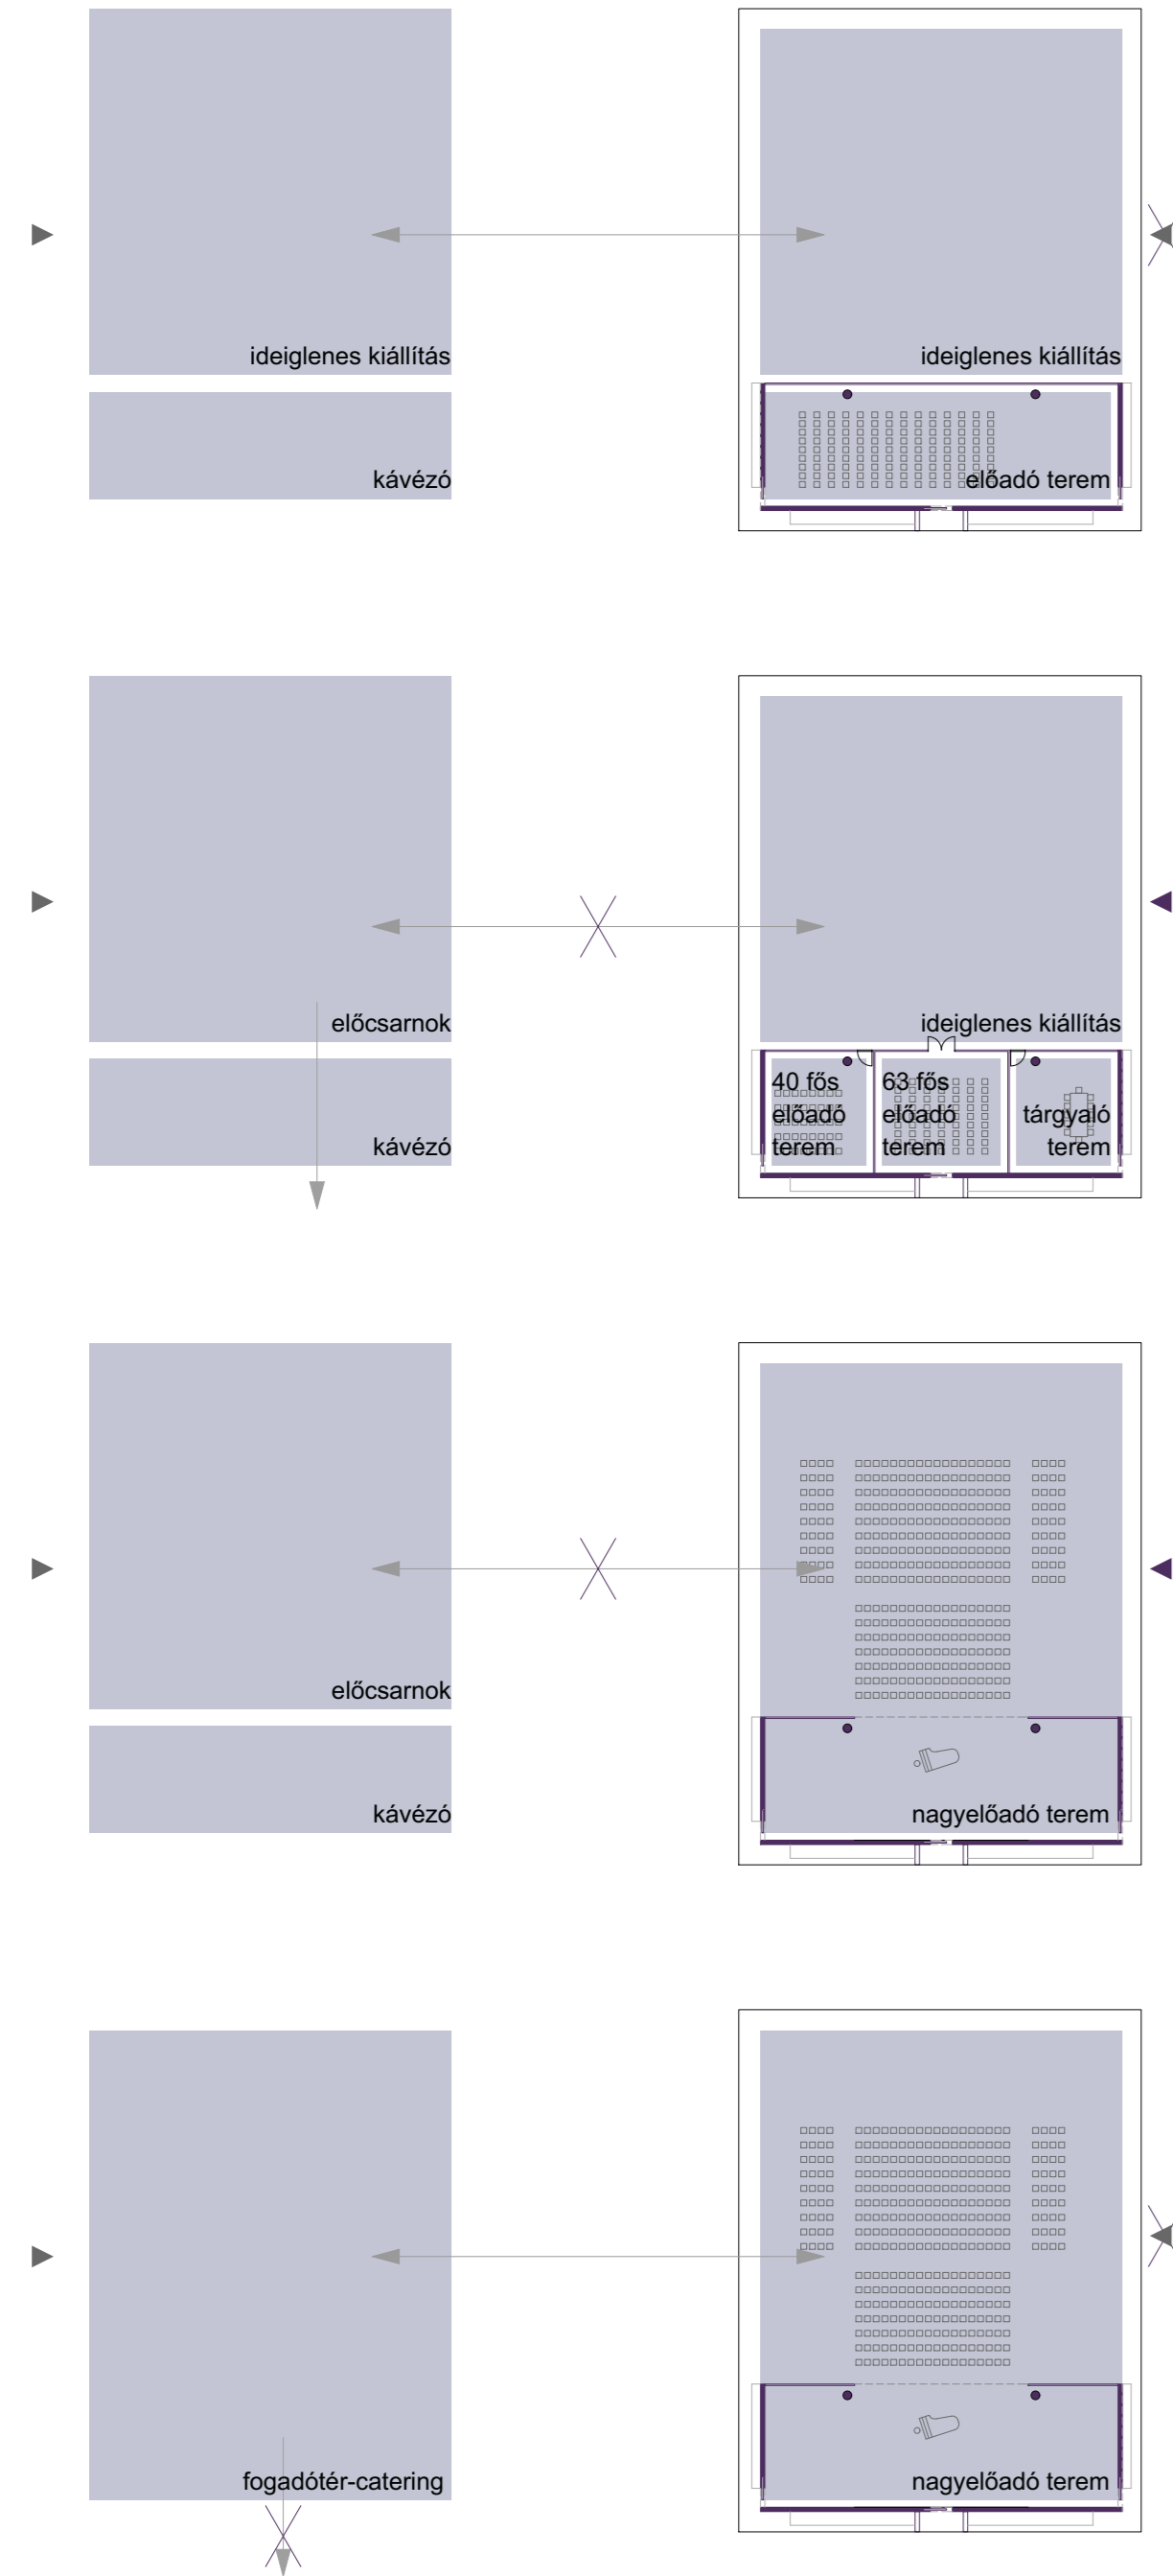 ideiglenes kiállítás
ideiglenes kiállítás
kávézó
előadó terem
előcsarnok
ideiglenes kiállítás
kávézó
40 fős
előadó
terem
63 fős
előadó
terem
tárgyaló
terem
előcsarnok
kávézó
nagyelőadó terem
fogadótér-catering
nagyelőadó terem